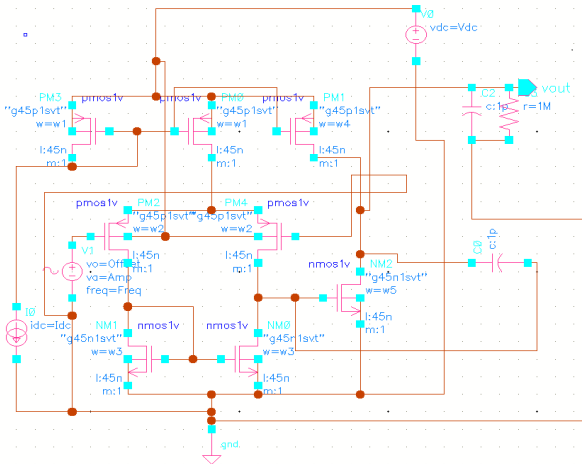 V0
vdc=Vdc
PM3
pmos1v
PM0
pmos1v
PM1
pmos1v
C2
vout
"g45p1svt"
"g45p1svt"
"g45p1svt"
c:1p
r=1M
w=w1
w=w1
w=w4
l:45n
l:45n
l:45n
m:1
m:1
m:1
pmos1v
PM2
PM4
pmos1v
"g45p1svt"
"g45p1svt"
w=w2
w=w2
V1
l:45n
l:45n
C0
c:1p
vo=Offset
m:1
m:1
nmos1v
NM2
va=Amp
"g45n1svt"
freq=Freq
w=w5
I0
l:45n
idc=Idc
NM1
nmos1v
nmos1v
NM0
m:1
"g45n1svt"
"g45n1svt"
w=w3
w=w3
l:45n
l:45n
m:1
m:1
gnd